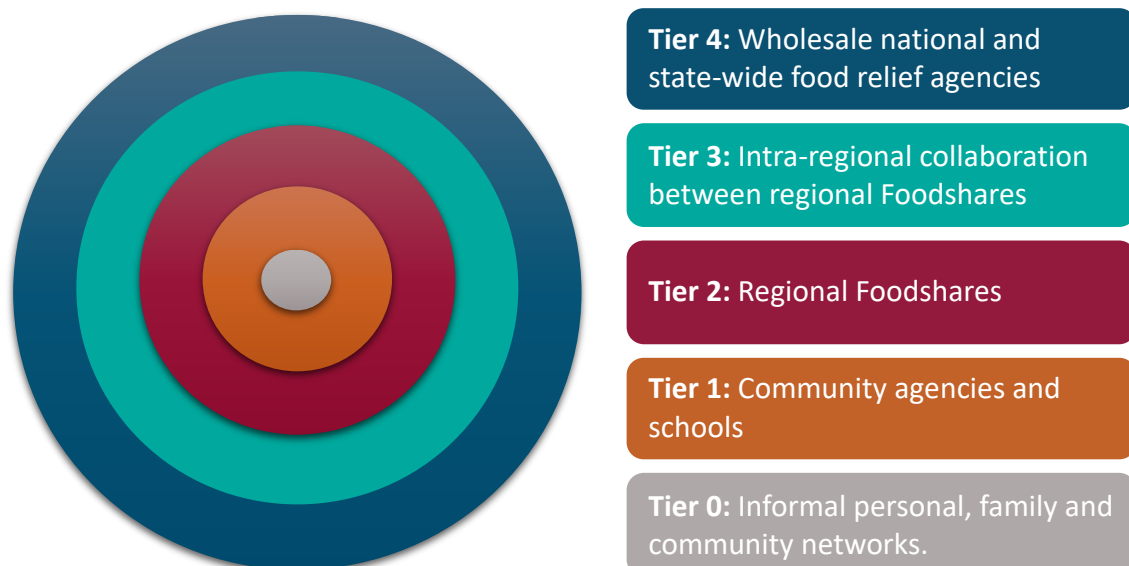 Tier 4: Wholesale national and
state-wide food relief agencies
Tier 3: Intra-regional collaboration
between regional Foodshares
Tier 2: Regional Foodshares
Tier 1: Community agencies and
schools
Tier 0: Informal personal, family and
community networks.